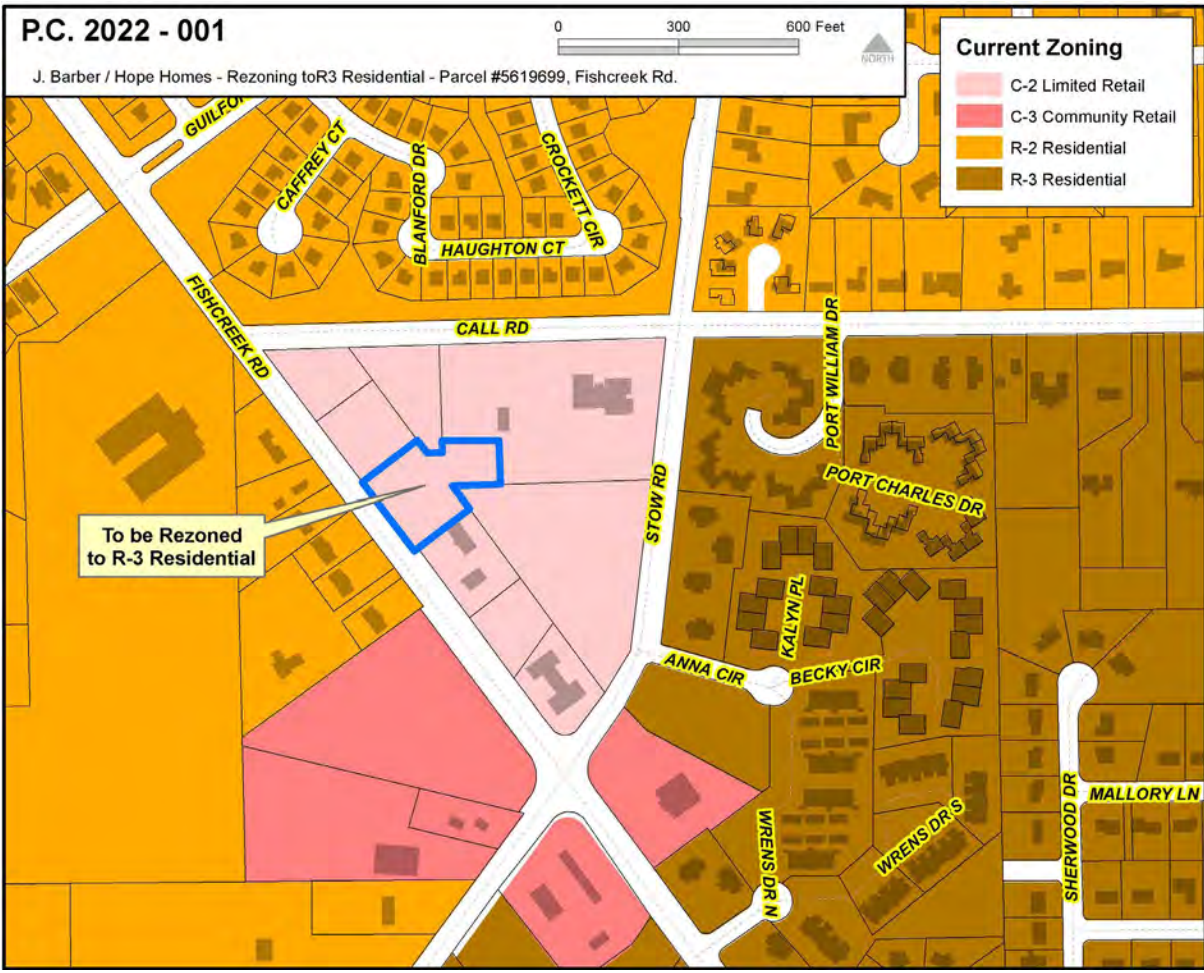 P.C. 2022 - 001
0 300 600 Feet
NORTH
J. Barber / Hope Homes - Rezoning toR3 Residential - Parcel #5619699, Fishcreek Rd.
Current Zoning
C-2 Limited Retail
C-3 Community Retail
R-2 Residential
R-3 Residential
CAFFREY CT
BLANFORD DR
CROCKETT CIR
HAUGHTON CT
FISHCREEK RD
CALL RD
PORT WILLIAM DR
PORT CHARLES DR
STOW RD
To be Rezoned
to R-3 Residential
KALYN PL
ANNA CIR
BECKY CIR
MALLORY LN
SHERWOOD DR
WRENS DR S
WRENS DR N